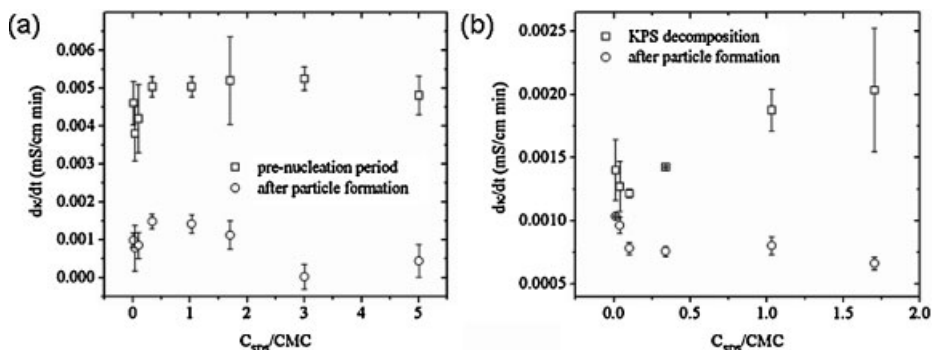 (a)
0.006
0.005
0.004
0.003
0.002
0.001
0.000
dκ/dt (mS/cm min)
pre-nucleation period
after particle formation
0 1 2 3 4 5
C_SDS/CMC
(b)
0.0025
0.0020
0.0015
0.0010
0.0005
dκ/dt (mS/cm min)
KPS decomposition
after particle formation
0.0 0.5 1.0 1.5 2.0
C_SDS/CMC